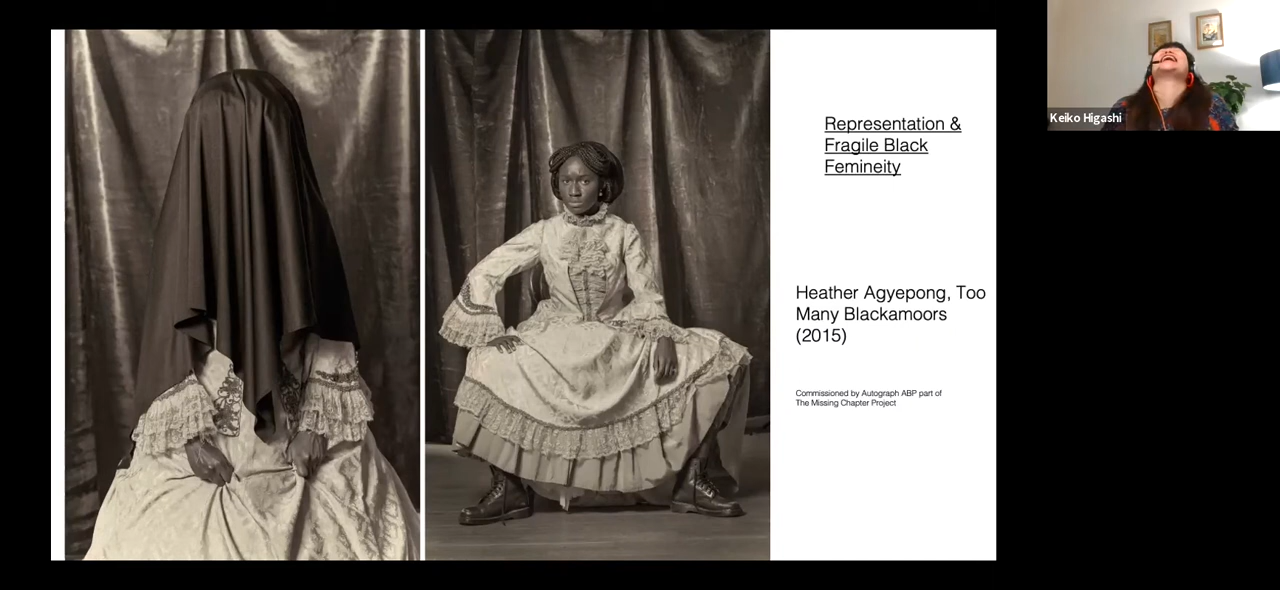 Representation &
Fragile Black
Femineity
Heather Agyepong, Too
Many Blackamoors
(2015)
Commissioned by Autograph ABP part of
The Missing Chapter Project
Keiko Higashi